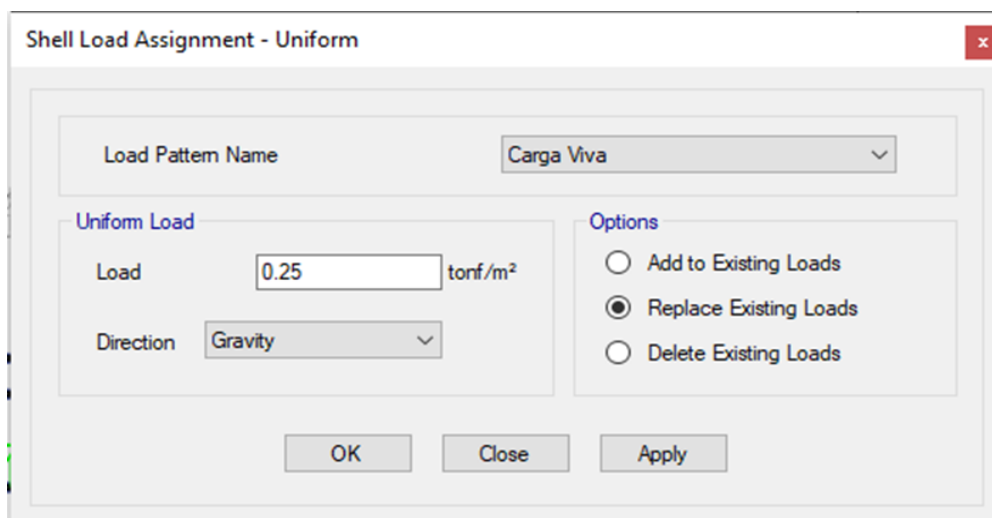 Shell Load Assignment - Uniform
x
Load Pattern Name Carga Viva
Uniform Load
Load 0.25 tonf/m²
Direction Gravity
Options
Add to Existing Loads
Replace Existing Loads
Delete Existing Loads
OK Close Apply